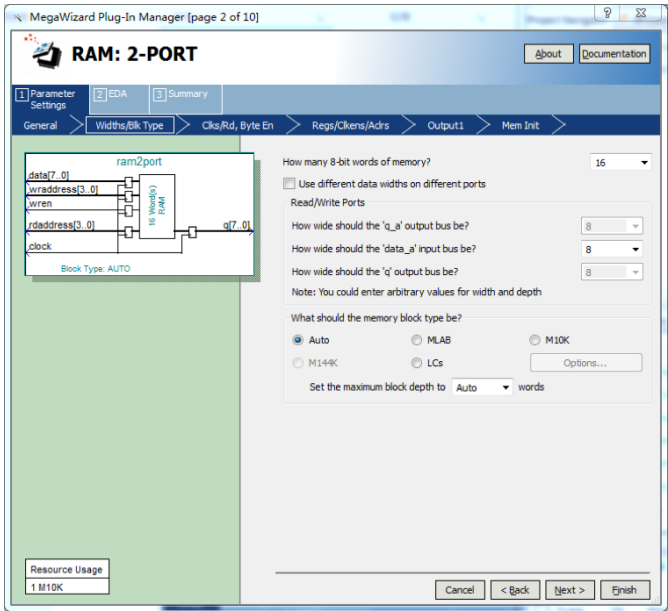 MegaWizard Plug-In Manager [page 2 of 10]
RAM: 2-PORT
About
Documentation
1 Parameter Settings
2 EDA
3 Summary
General
Widths/Blk Type
Clks/Rd, Byte En
Regs/Clkens/Adrs
Output1
Mem Init
ram2port
data[7..0]
wraddress[3..0]
wren
rdaddress[3..0]
clock
16 Word(s)
RAM
q[7..0]
Block Type: AUTO
How many 8-bit words of memory?
16
Use different data widths on different ports
Read/Write Ports
How wide should the 'q_a' output bus be?
8
How wide should the 'data_a' input bus be?
8
How wide should the 'q' output bus be?
8
Note: You could enter arbitrary values for width and depth
What should the memory block type be?
Auto
MLAB
M10K
M144K
LCs
Options...
Set the maximum block depth to
Auto
words
Resource Usage
1 M10K
Cancel
< Back
Next >
Finish